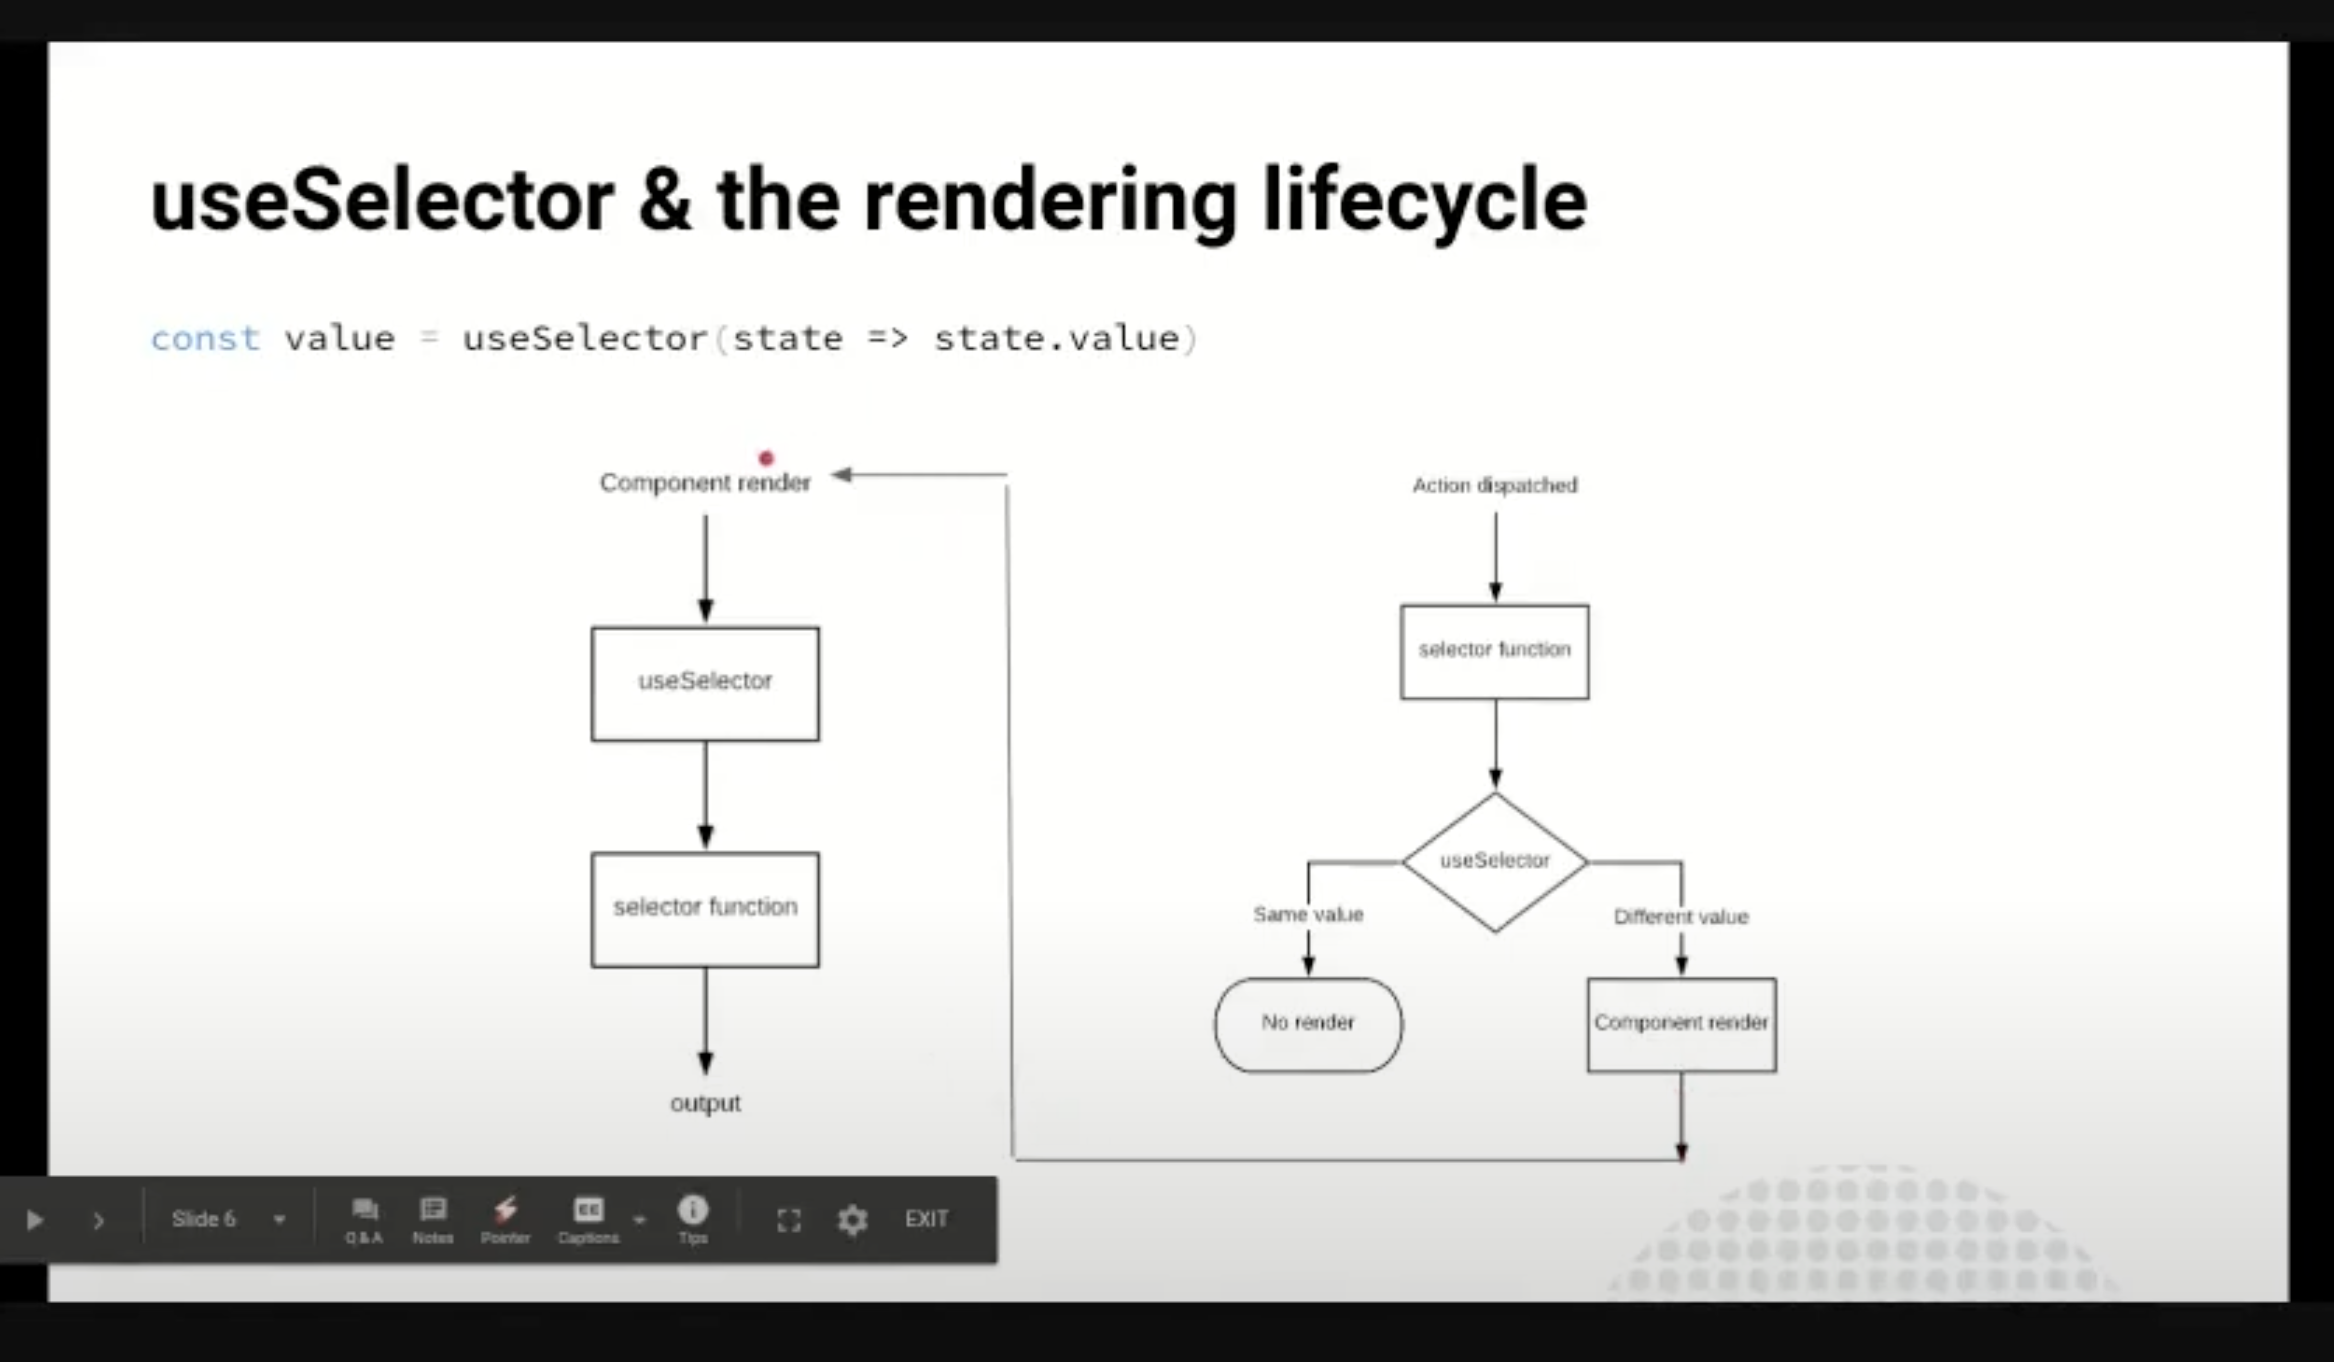 useSelector & the rendering lifecycle
const value = useSelector(state => state.value)
Component render
useSelector
selector function
output
Action dispatched
selector function
useSelector
Same value
Different value
No render
Component render
Slide 6
Q&A
Notes
Pointer
CC
Captions
Tips
EXIT